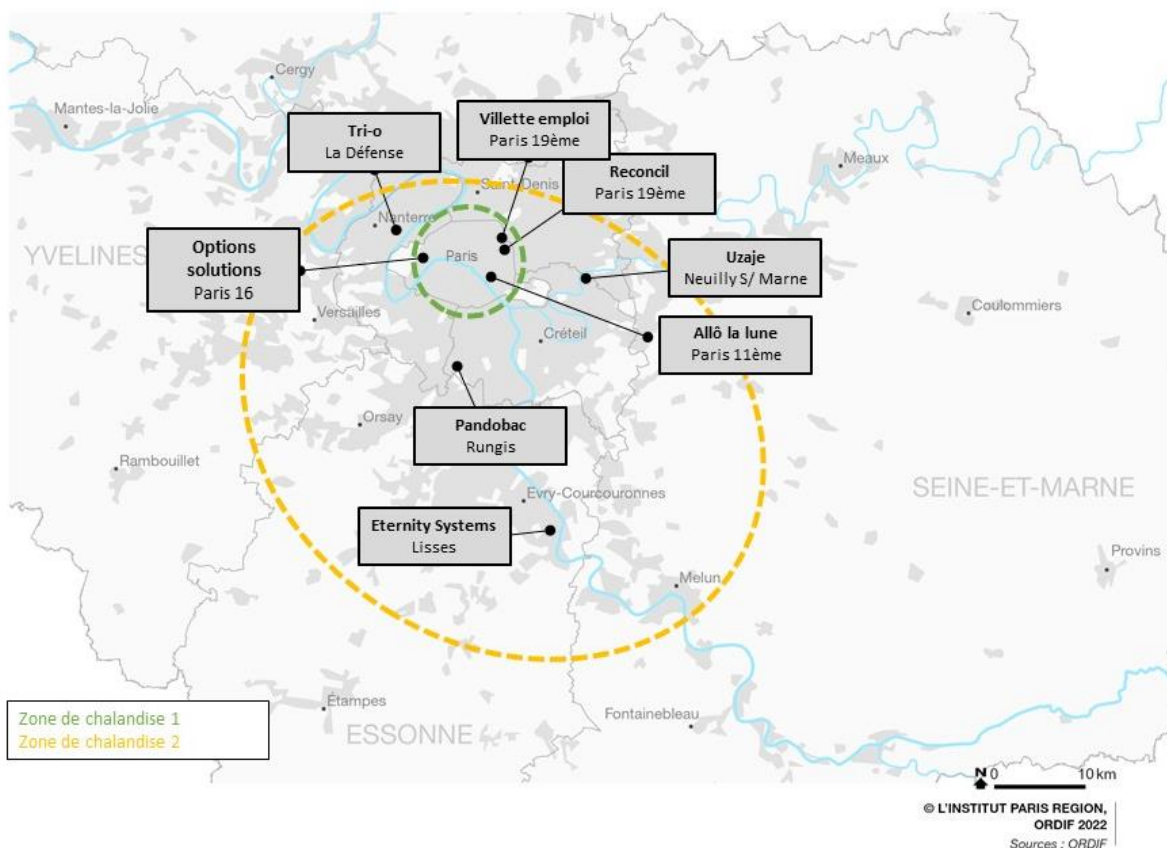 Cergy
Mantes-la-Jolie
Tri-o
La Défense
Villette emploi
Paris 19ème
Reconcil
Paris 19ème
Meaux
Saint-Denis
Nanterre
YVELINES
Options
solutions
Paris 16
Paris
Uzaje
Neuilly S/ Marne
Coulommiers
Versailles
Créteil
Allô la lune
Paris 11ème
Orsay
Pandobac
Rungis
Rambouillet
SEINE-ET-MARNE
Evry-Courcouronnes
Eternity Systems
Lisses
Provins
Melun
Étampes
Zone de chalandise 1
Zone de chalandise 2
ESSONNE
Fontainebleau
N 0 10 km
© L'INSTITUT PARIS REGION,
ORDIF 2022
Sources : ORDIF